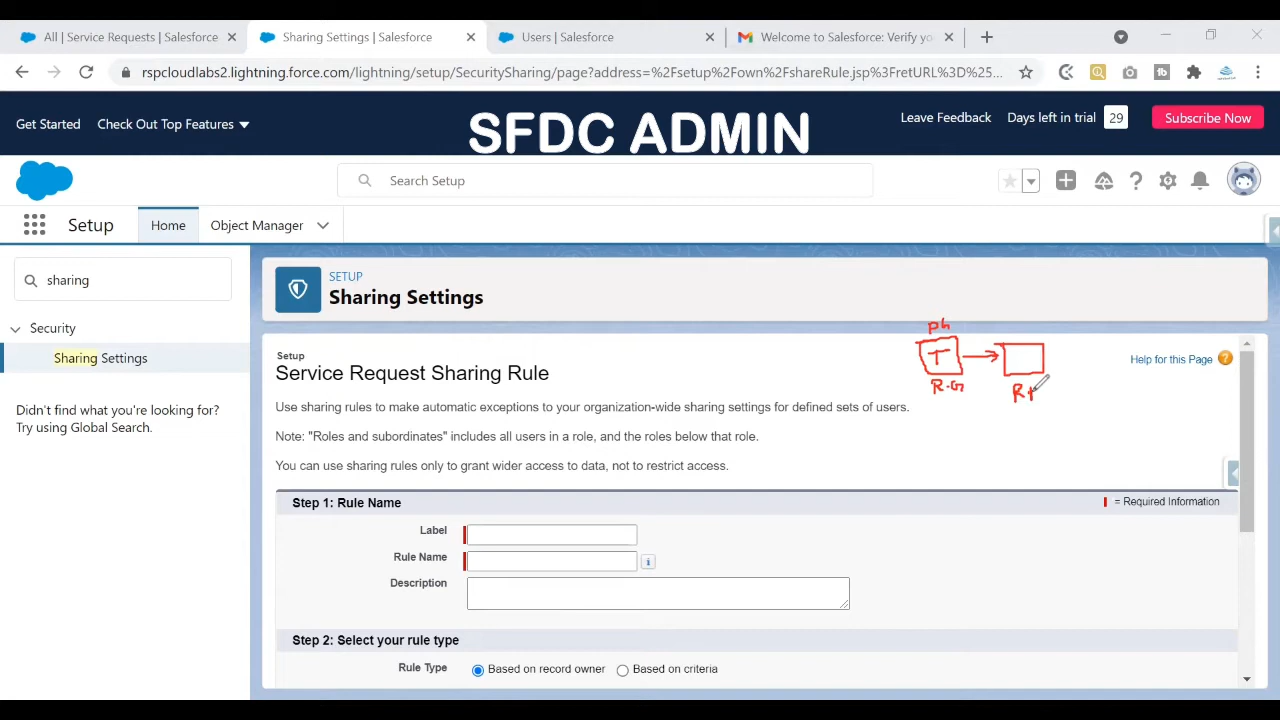 All | Service Requests | Salesforce
Sharing Settings | Salesforce
Users | Salesforce
Welcome to Salesforce: Verify yo
rspcloudlabs2.lightning.force.com/lightning/setup/SecuritySharing/page?address=%2Fsetup%2Fown%2FshareRule.jsp%3FretURL%3D%25...
Get Started
Check Out Top Features
SFDC ADMIN
Leave Feedback
Days left in trial
29
Subscribe Now
Search Setup
Setup
Home
Object Manager
sharing
Security
Sharing Settings
Didn't find what you're looking for?
Try using Global Search.
SETUP
Sharing Settings
Ph
T
R.G
Setup
Service Request Sharing Rule
Help for this Page
Use sharing rules to make automatic exceptions to your organization-wide sharing settings for defined sets of users.
Note: "Roles and subordinates" includes all users in a role, and the roles below that role.
You can use sharing rules only to grant wider access to data, not to restrict access.
Step 1: Rule Name
= Required Information
Label
Rule Name
Description
Step 2: Select your rule type
Rule Type
Based on record owner
Based on criteria